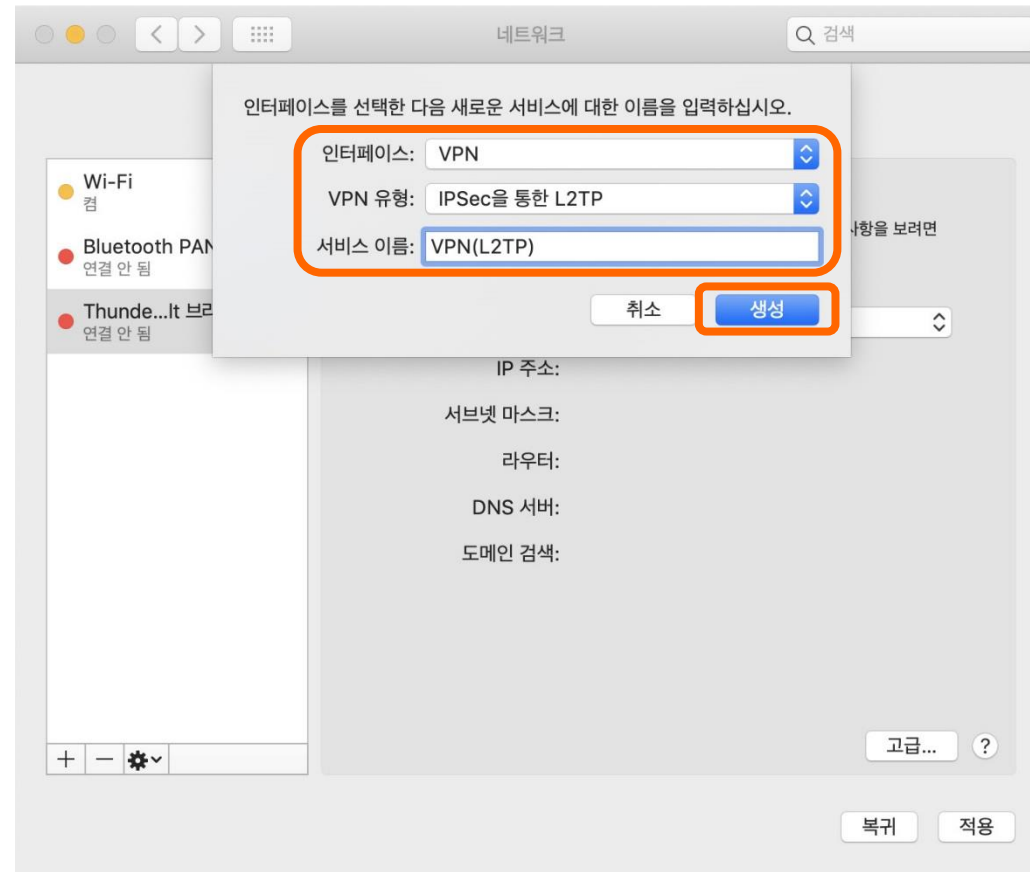 네트워크
검색
인터페이스를 선택한 다음 새로운 서비스에 대한 이름을 입력하십시오.
인터페이스: VPN
VPN 유형: IPSec을 통한 L2TP
서비스 이름: VPN(L2TP)
취소 생성
Wi-Fi
켬
Bluetooth PAN
연결 안 됨
Thunde...lt 브리
연결 안 됨
사항을 보려면
IP 주소:
서브넷 마스크:
라우터:
DNS 서버:
도메인 검색:
고급... ?
복귀 적용